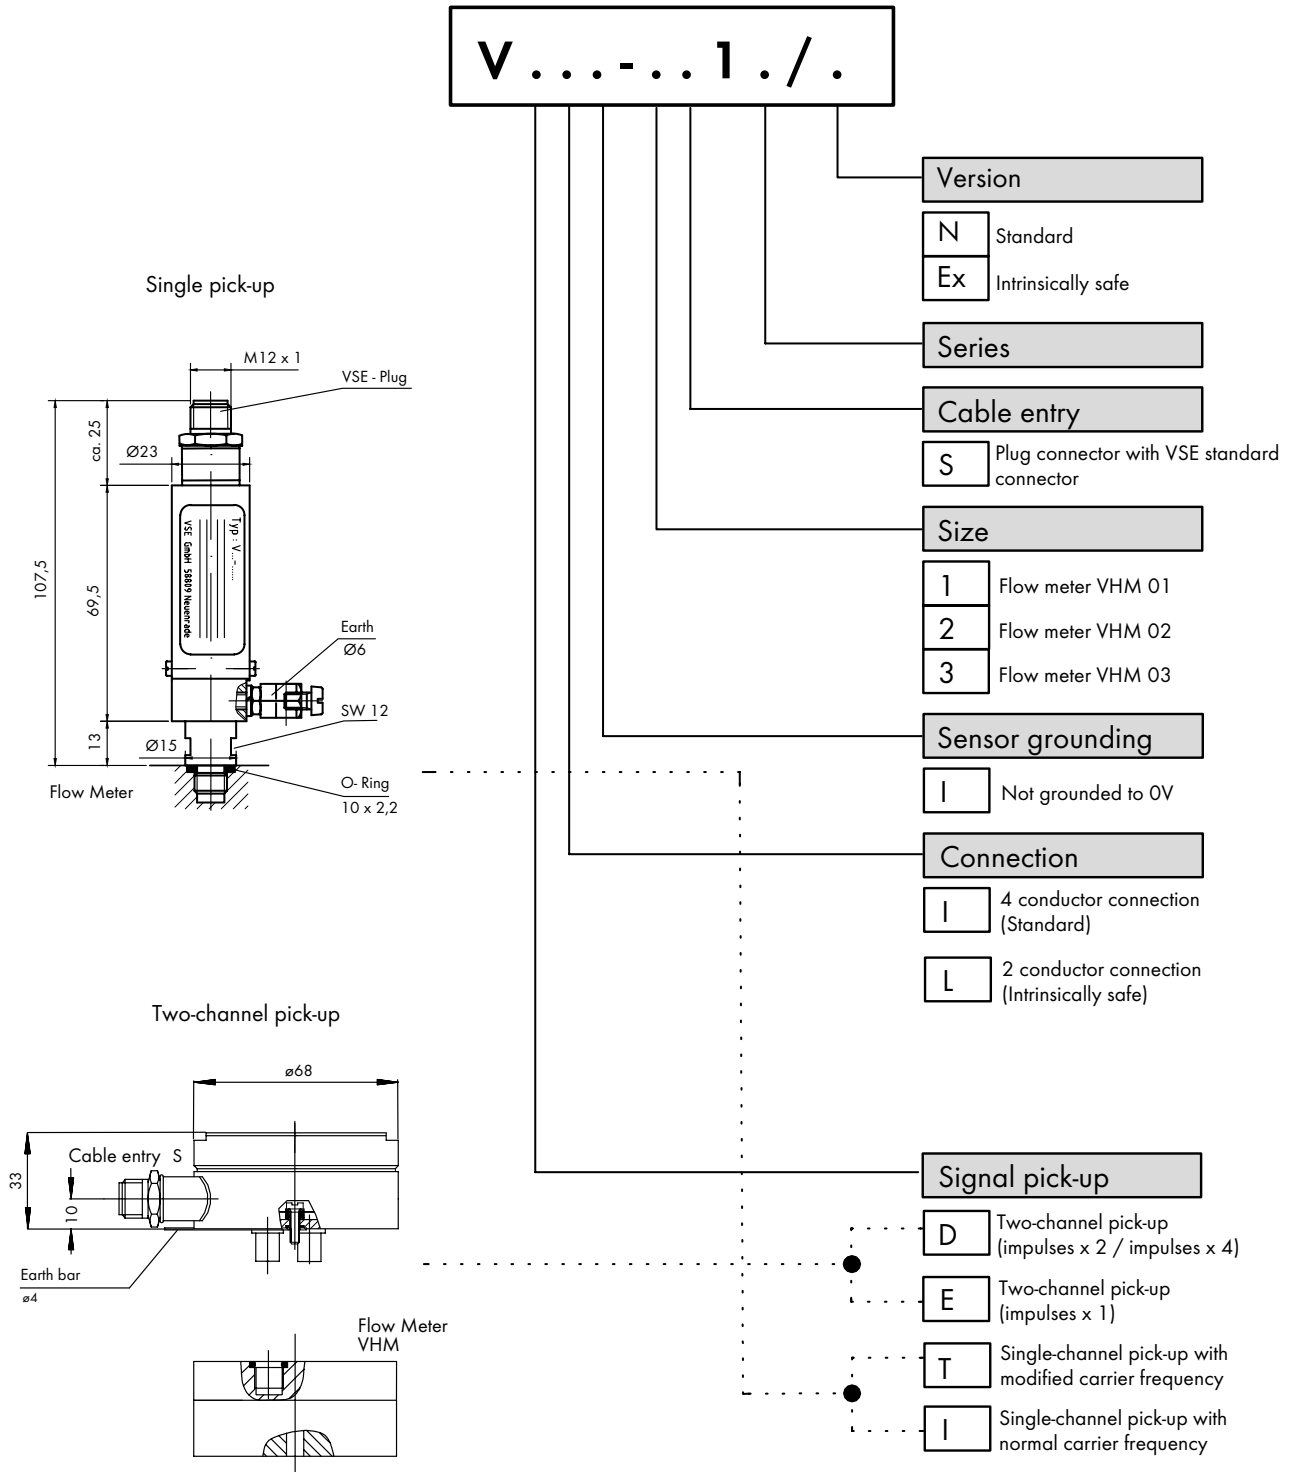 V . . . - . . 1 . / .
Version
N Standard
Ex Intrinsically safe
Series
Cable entry
S Plug connector with VSE standard
connector
Size
1 Flow meter VHM 01
2 Flow meter VHM 02
3 Flow meter VHM 03
Sensor grounding
I Not grounded to 0V
Connection
I 4 conductor connection
(Standard)
L 2 conductor connection
(Intrinsically safe)
Signal pick-up
D Two-channel pick-up
(impulses x 2 / impulses x 4)
E Two-channel pick-up
(impulses x 1)
T Single-channel pick-up with
modified carrier frequency
I Single-channel pick-up with
normal carrier frequency
Single pick-up
M12 x 1
VSE - Plug
ca. 25
Ø23
107,5
69,5
Typ : V...-......
VSE GmbH 58809 Neuenrade
Earth
Ø6
SW 12
13
Ø15
Flow Meter
O- Ring
10 x 2,2
Two-channel pick-up
ø68
33
Cable entry S
10
Earth bar
ø4
Flow Meter
VHM